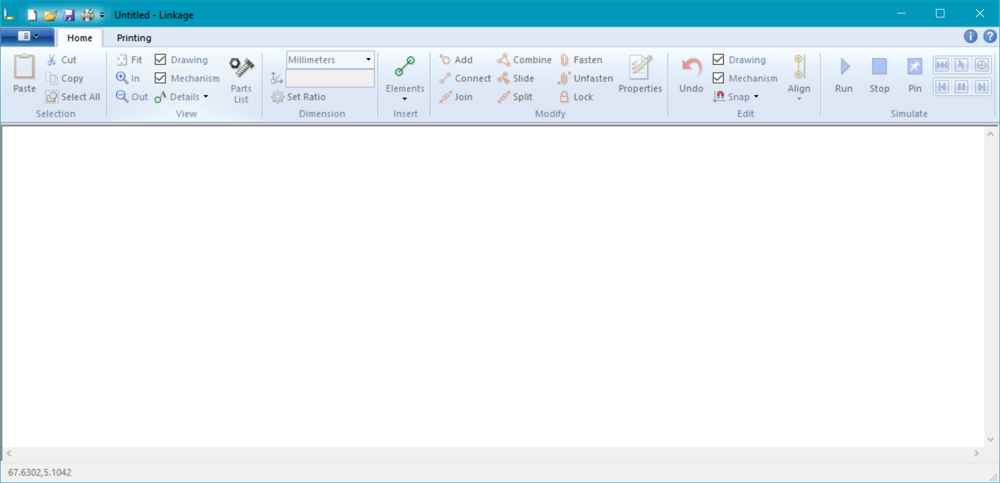 Untitled - Linkage
Home Printing
Paste
Cut
Copy
Select All
Selection
Fit
In
Out
Drawing
Mechanism
Details
Parts
List
View
Millimeters
Set Ratio
Dimension
Elements
Insert
Add
Connect
Join
Combine
Slide
Split
Fasten
Unfasten
Lock
Properties
Modify
Undo
Drawing
Mechanism
Snap
Align
Edit
Run
Stop
Pin
Simulate
67.6302,5.1042